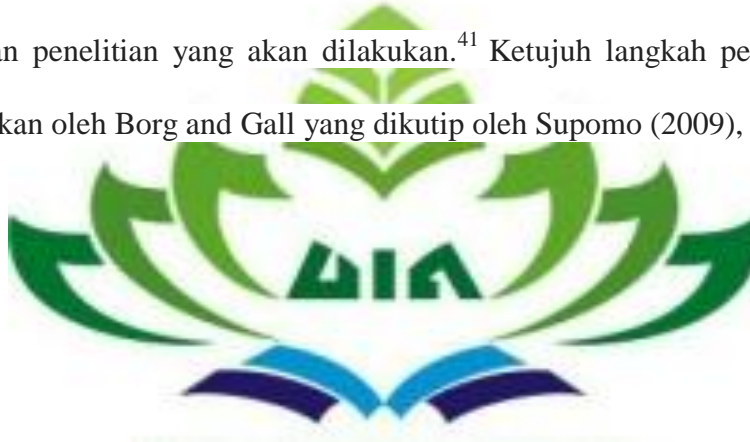 an penelitian yang akan dilakukan.41 Ketujuh langkah pe
kan oleh Borg and Gall yang dikutip oleh Supomo (2009),
UIN